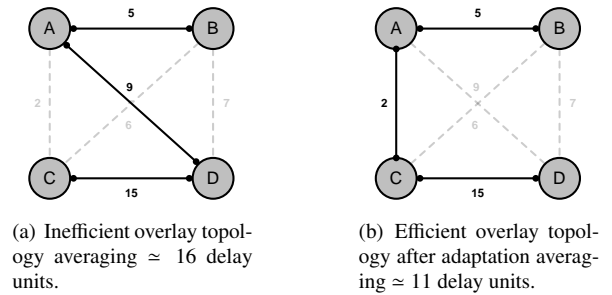 5
A
B
9
2
7
6
C
D
15
(a) Inefficient overlay topol-
ogy averaging ≃ 16 delay
units.
5
A
B
9
2
7
6
C
D
15
(b) Efficient overlay topol-
ogy after adaptation averag-
ing ≃ 11 delay units.